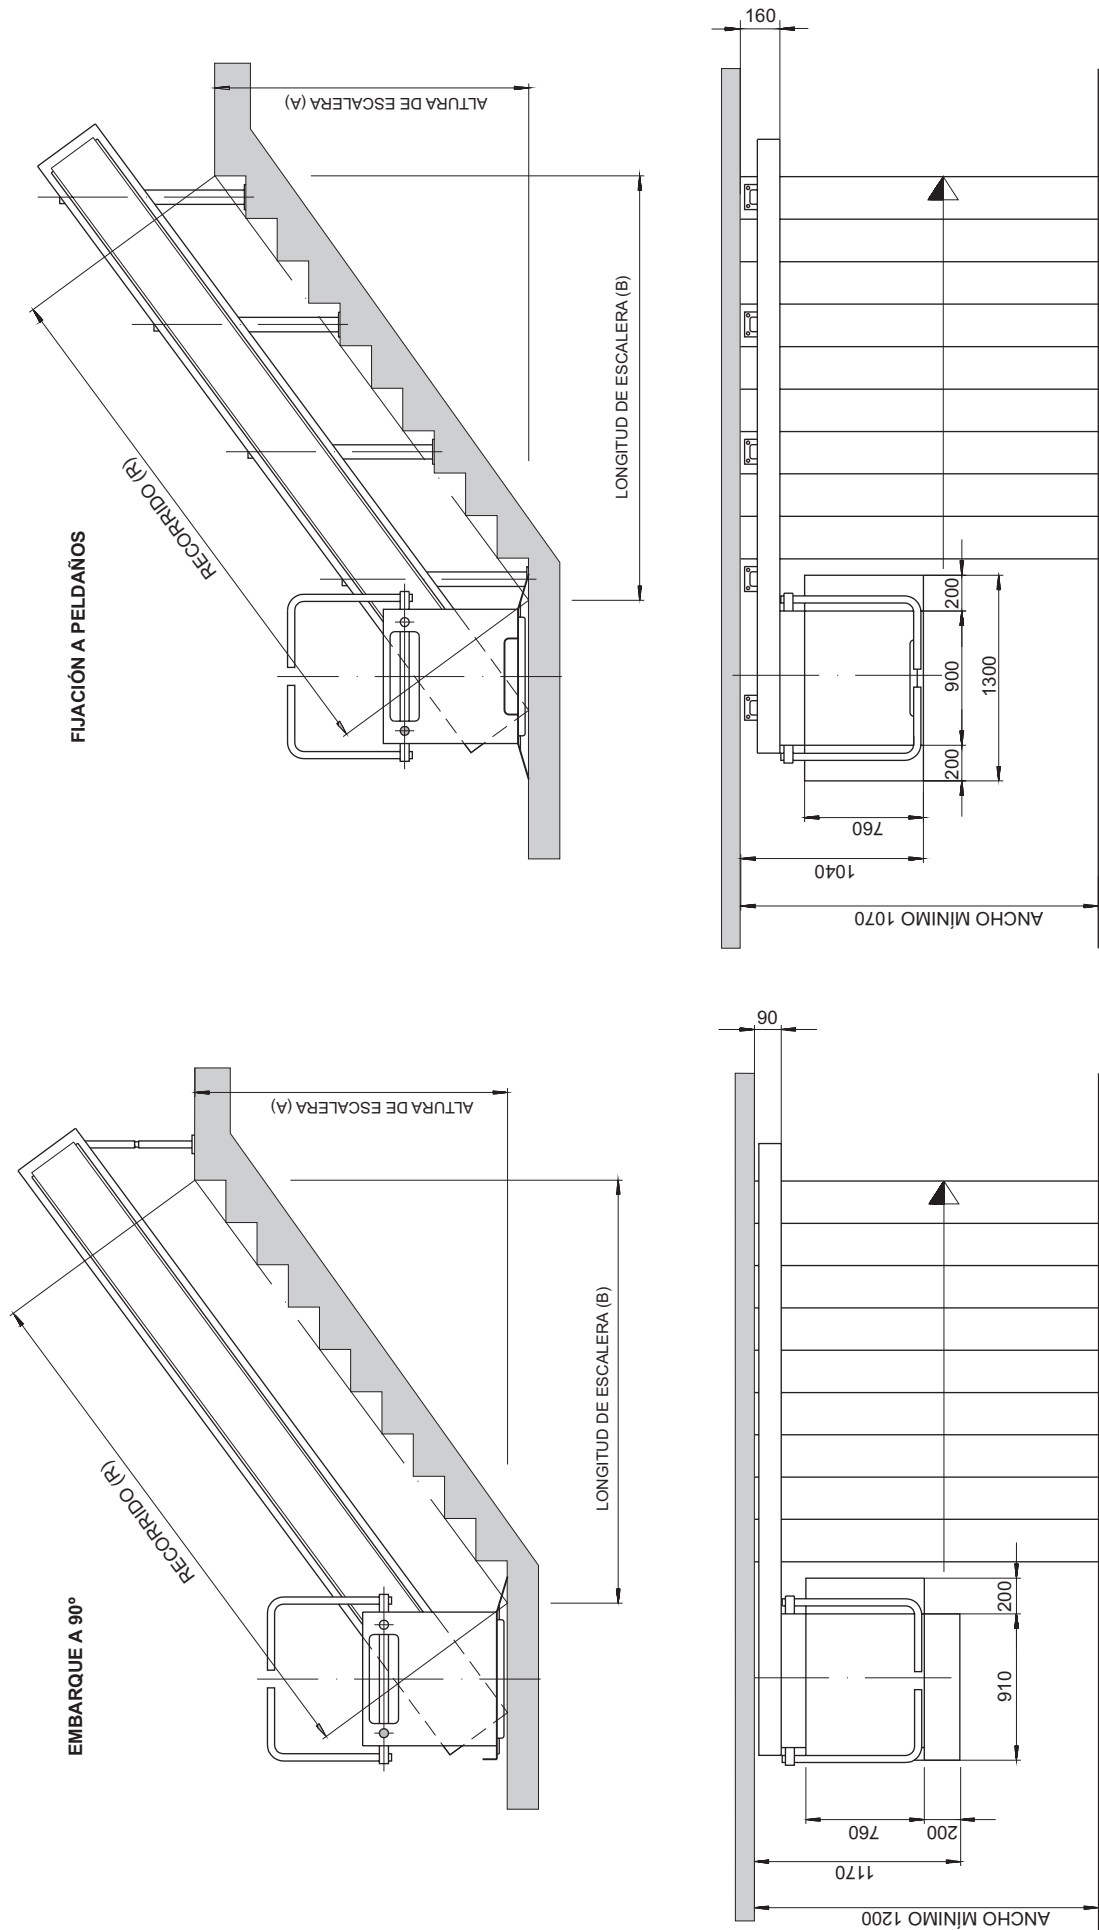 FIJACIÓN A PELDAÑOS
RECORRIDO (R)
ALTURA DE ESCALERA (A)
LONGITUD DE ESCALERA (B)
160
200
900
200
1300
760
1040
ANCHO MÍNIMO 1070
EMBARQUE A 90°
RECORRIDO (R)
ALTURA DE ESCALERA (A)
LONGITUD DE ESCALERA (B)
90
200
910
760
200
1170
ANCHO MÍNIMO 1200